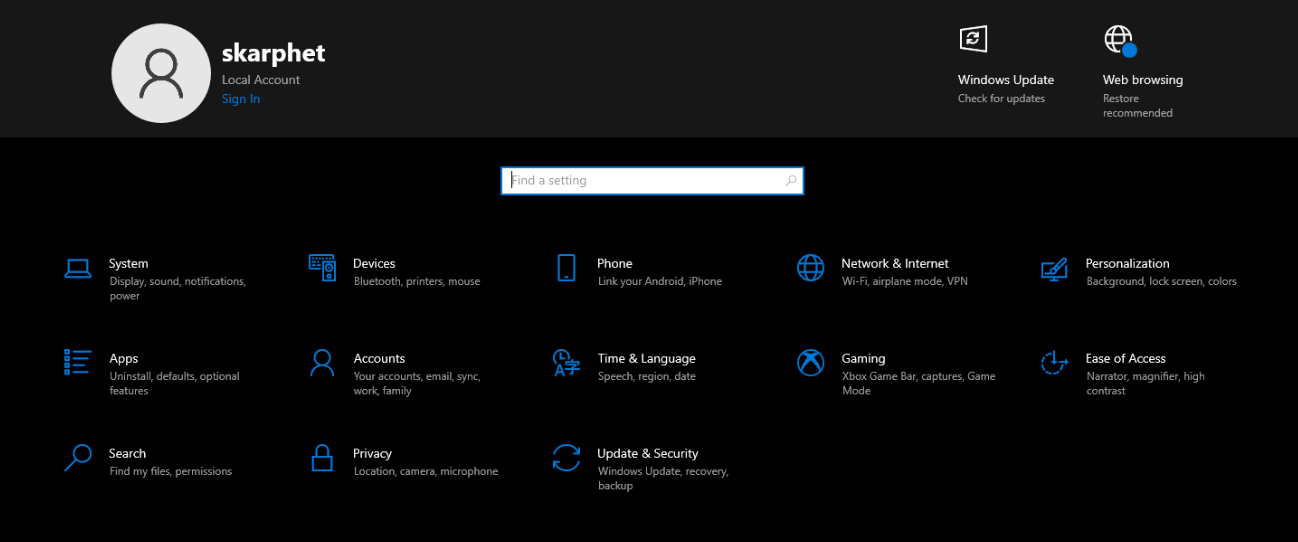 skarphet
Local Account
Sign In
Windows Update
Check for updates
Web browsing
Restore
recommended
Find a setting
System
Display, sound, notifications,
power
Devices
Bluetooth, printers, mouse
Phone
Link your Android, iPhone
Network & Internet
Wi-Fi, airplane mode, VPN
Personalization
Background, lock screen, colors
Apps
Uninstall, defaults, optional
features
Accounts
Your accounts, email, sync,
work, family
Time & Language
Speech, region, date
Gaming
Xbox Game Bar, captures, Game
Mode
Ease of Access
Narrator, magnifier, high
contrast
Search
Find my files, permissions
Privacy
Location, camera, microphone
Update & Security
Windows Update, recovery,
backup